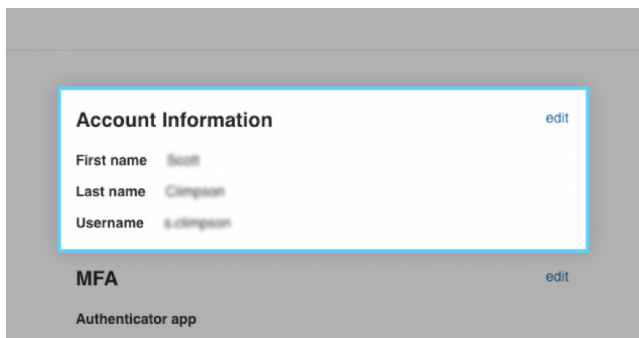 Account Information edit
First name
Last name
Username
MFA edit
Authenticator app